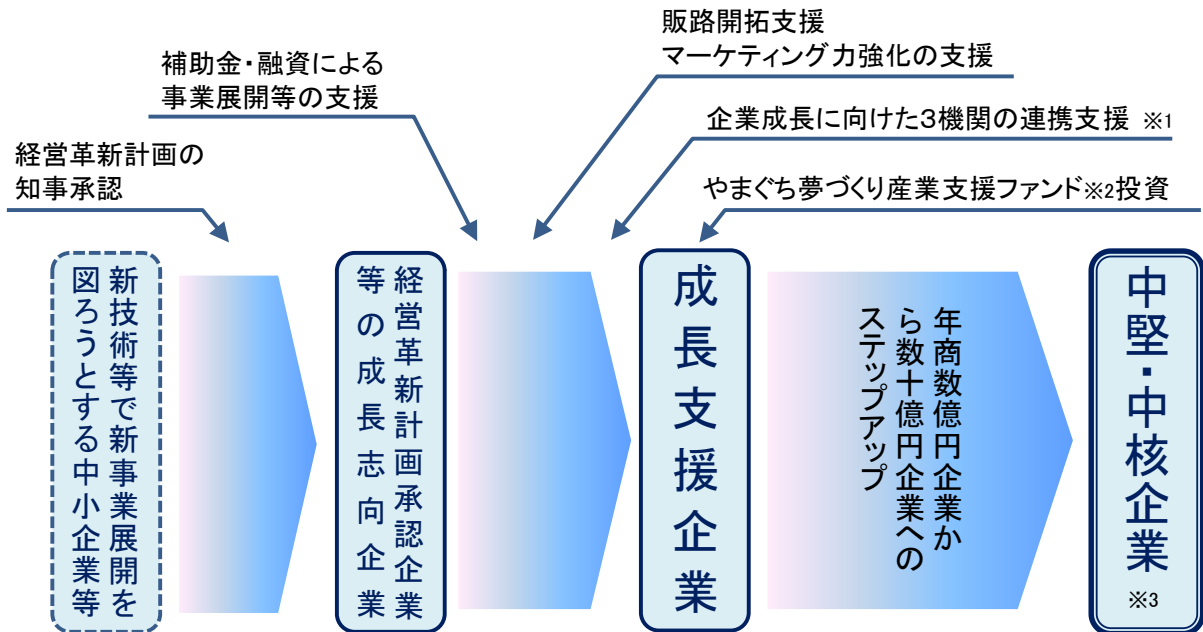 販路開拓支援
マーケティング力強化の支援
補助金・融資による
事業展開等の支援
企業成長に向けた３機関の連携支援 ※1
経営革新計画の
知事承認
やまぐち夢づくり産業支援ファンド※2投資
新技術等で新事業展開を
図ろうとする中小企業等
経営革新計画承認企業
等の成長志向企業
成長支援企業
年商数億円企業か
ら数十億円企業への
ステップアップ
中堅・中核企業
※3